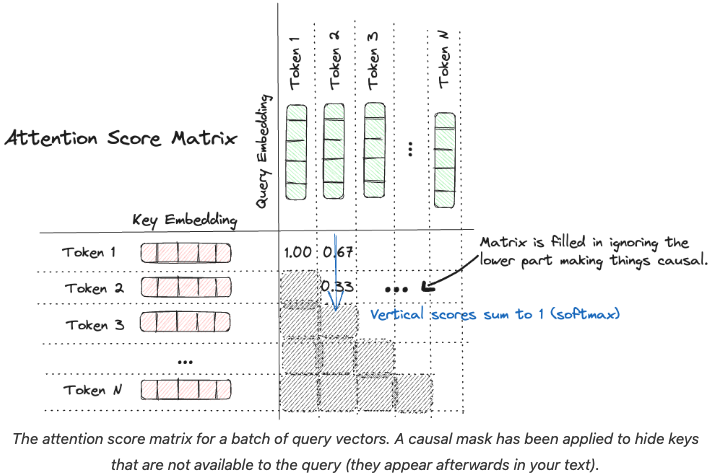 Token 1
Token 2
Token 3
...
Token N
Query Embedding
Attention Score Matrix
Key Embedding
Token 1
1.00
0.67
Matrix is filled in ignoring the
lower part making things causal.
Token 2
0.33
...
Token 3
Vertical scores sum to 1 (softmax)
...
Token N
The attention score matrix for a batch of query vectors. A causal mask has been applied to hide keys
that are not available to the query (they appear afterwards in your text).